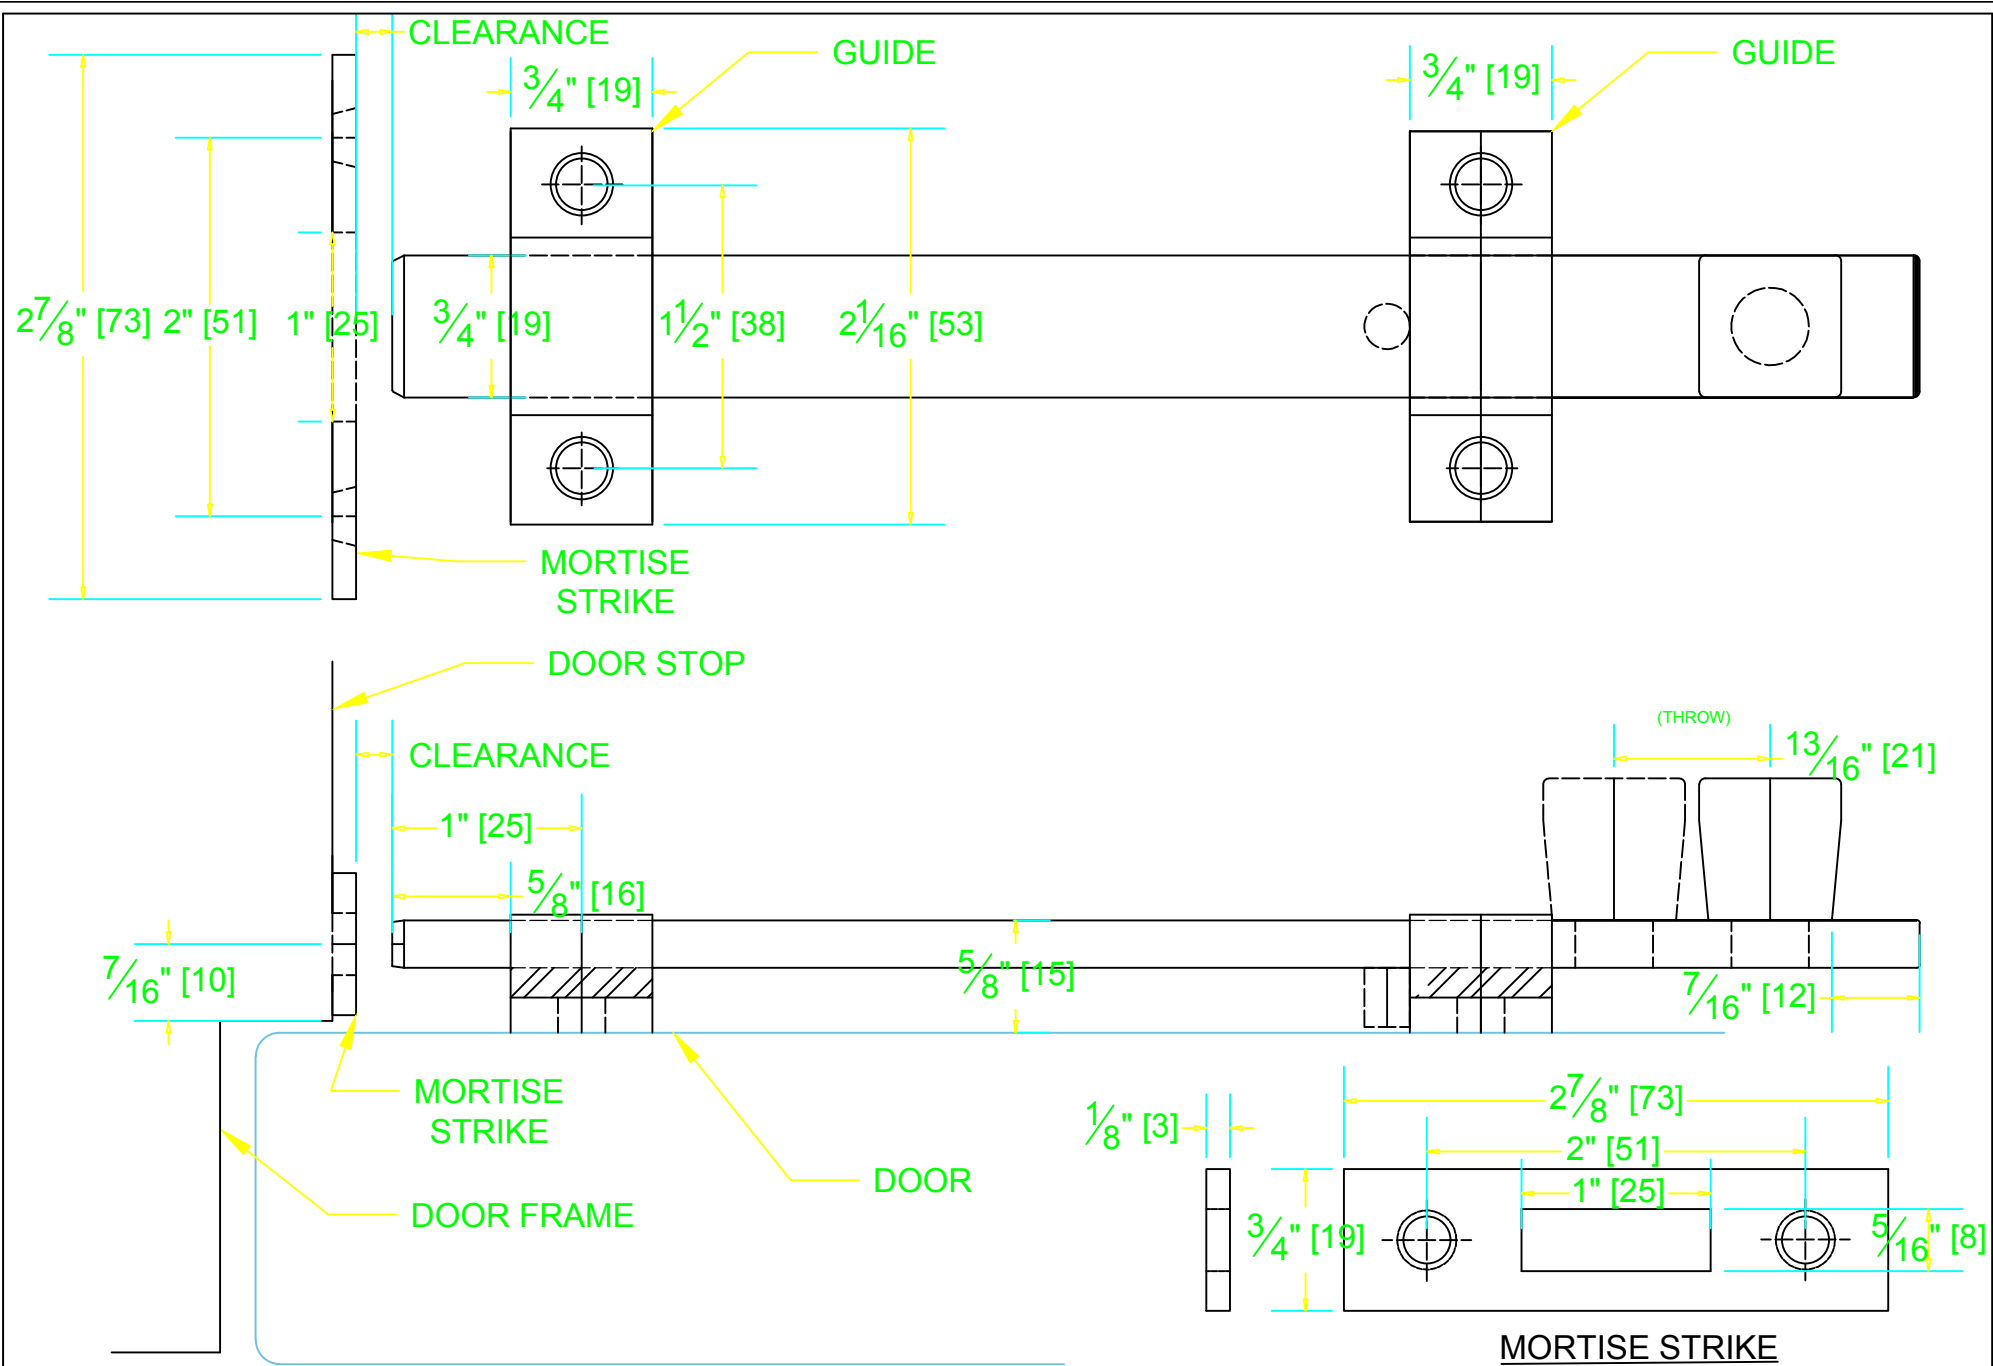 CLEARANCE
GUIDE
GUIDE
3/4" [19]
3/4" [19]
2 7/8" [73]
2" [51]
1" [25]
3/4" [19]
1 1/2" [38]
2 1/16" [53]
MORTISE
STRIKE
DOOR STOP
(THROW)
CLEARANCE
13/16" [21]
1" [25]
5/8" [16]
7/16" [10]
5/8" [15]
7/16" [12]
MORTISE
STRIKE
2 7/8" [73]
1/8" [3]
2" [51]
DOOR
1" [25]
DOOR FRAME
3/4" [19]
5/16" [8]
MORTISE STRIKE